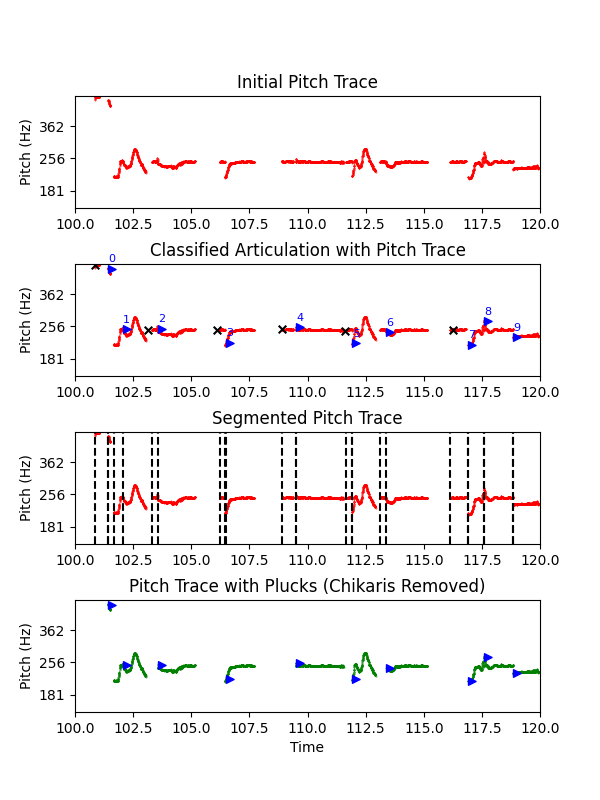 Initial Pitch Trace
Pitch (Hz)
362
256
181
100.0 102.5 105.0 107.5 110.0 112.5 115.0 117.5 120.0
Classified Articulation with Pitch Trace
Pitch (Hz)
362
256
181
0 1 2 3 4 5 6 7 8 9
100.0 102.5 105.0 107.5 110.0 112.5 115.0 117.5 120.0
Segmented Pitch Trace
Pitch (Hz)
362
256
181
100.0 102.5 105.0 107.5 110.0 112.5 115.0 117.5 120.0
Pitch Trace with Plucks (Chikaris Removed)
Pitch (Hz)
362
256
181
100.0 102.5 105.0 107.5 110.0 112.5 115.0 117.5 120.0
Time